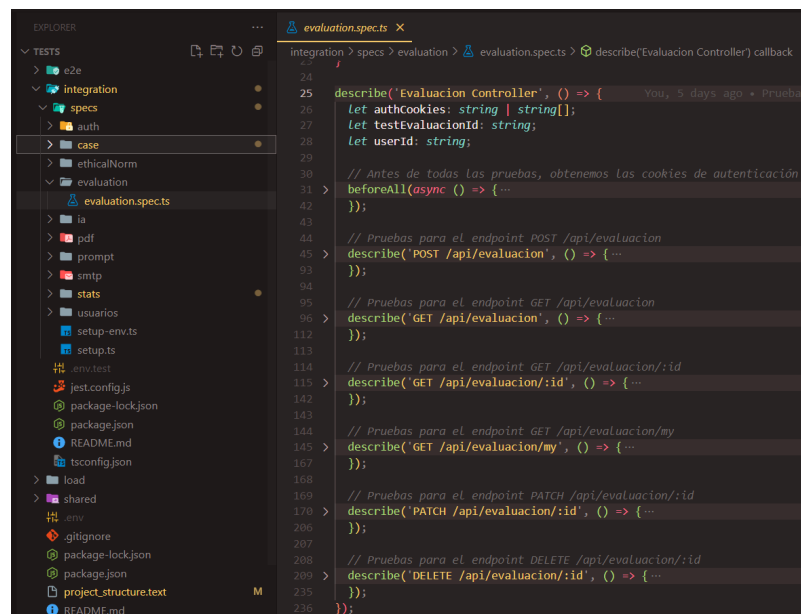 EXPLORER ...
TESTS
e2e
integration
specs
auth
case
ethicalNorm
evaluation
evaluation.spec.ts
ia
pdf
prompt
smtp
stats
usuarios
setup-env.ts
setup.ts
.env.test
jest.config.js
package-lock.json
package.json
README.md
tsconfig.json
load
shared
.env
.gitignore
package-lock.json
package.json
project_structure.text M
README.md
evaluation.spec.ts ×
integration > specs > evaluation > evaluation.spec.ts > describe('Evaluacion Controller') callback
23 }
24
25 describe('Evaluacion Controller', () => { You, 5 days ago • Prueba
26 let authCookies: string | string[];
27 let testEvaluacionId: string;
28 let userId: string;
29
30 // Antes de todas las pruebas, obtenemos las cookies de autenticación
31 > beforeAll(async () => { ...
42 });
43
44 // Pruebas para el endpoint POST /api/evaluacion
45 > describe('POST /api/evaluacion', () => { ...
93 });
94
95 // Pruebas para el endpoint GET /api/evaluacion
96 > describe('GET /api/evaluacion', () => { ...
112 });
113
114 // Pruebas para el endpoint GET /api/evaluacion/:id
115 > describe('GET /api/evaluacion/:id', () => { ...
142 });
143
144 // Pruebas para el endpoint GET /api/evaluacion/my
145 > describe('GET /api/evaluacion/my', () => { ...
167 });
168
169 // Pruebas para el endpoint PATCH /api/evaluacion/:id
170 > describe('PATCH /api/evaluacion/:id', () => { ...
206 });
207
208 // Pruebas para el endpoint DELETE /api/evaluacion/:id
209 > describe('DELETE /api/evaluacion/:id', () => { ...
235 });
236 });